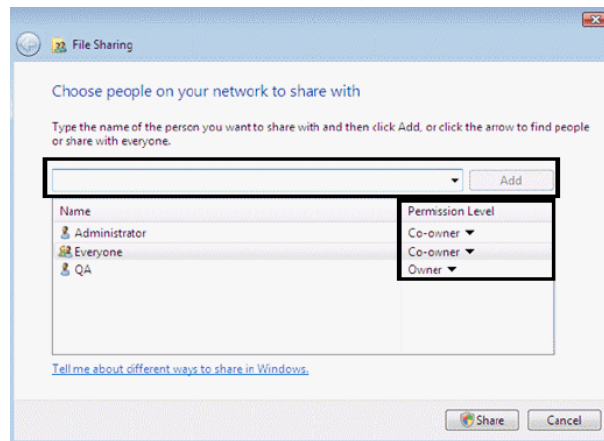 File Sharing
Choose people on your network to share with
Type the name of the person you want to share with and then click Add, or click the arrow to find people
or share with everyone.
Add
Name Permission Level
Administrator Co-owner
Everyone Co-owner
QA Owner
Tell me about different ways to share in Windows.
Share Cancel